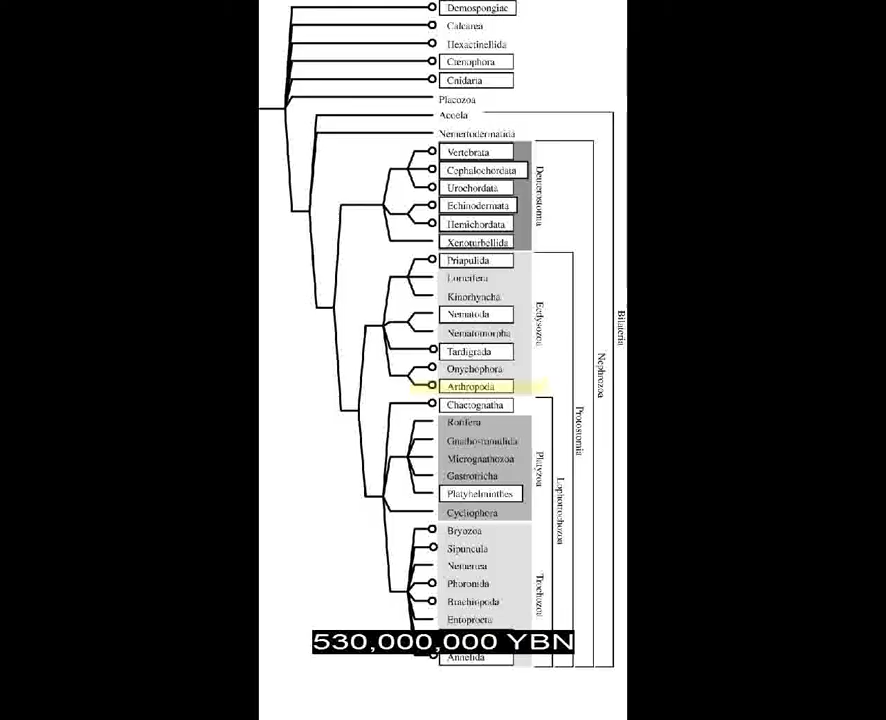 Demospongiae
Calcarea
Hexactinellida
Ctenophora
Cnidaria
Placozoa
Acoela
Nemertodermatida
Vertebrata
Cephalochordata
Urochordata
Echinodermata
Hemichordata
Xenoturbellida
Deuterostomia
Priapulida
Loricifera
Kinorhyncha
Nematoda
Nematomorpha
Tardigrada
Onychophora
Arthropoda
Ecdysozoa
Chaetognatha
Rotifera
Gnathostomulida
Micrognathozoa
Gastrotricha
Platyhelminthes
Cycliophora
Platyzoa
Bryozoa
Sipuncula
Nemertea
Phoronida
Brachiopoda
Entoprocta
Annelida
Trochozoa
Lophotrochozoa
Protostomia
Nephrozoa
Bilateria
530,000,000 YBN